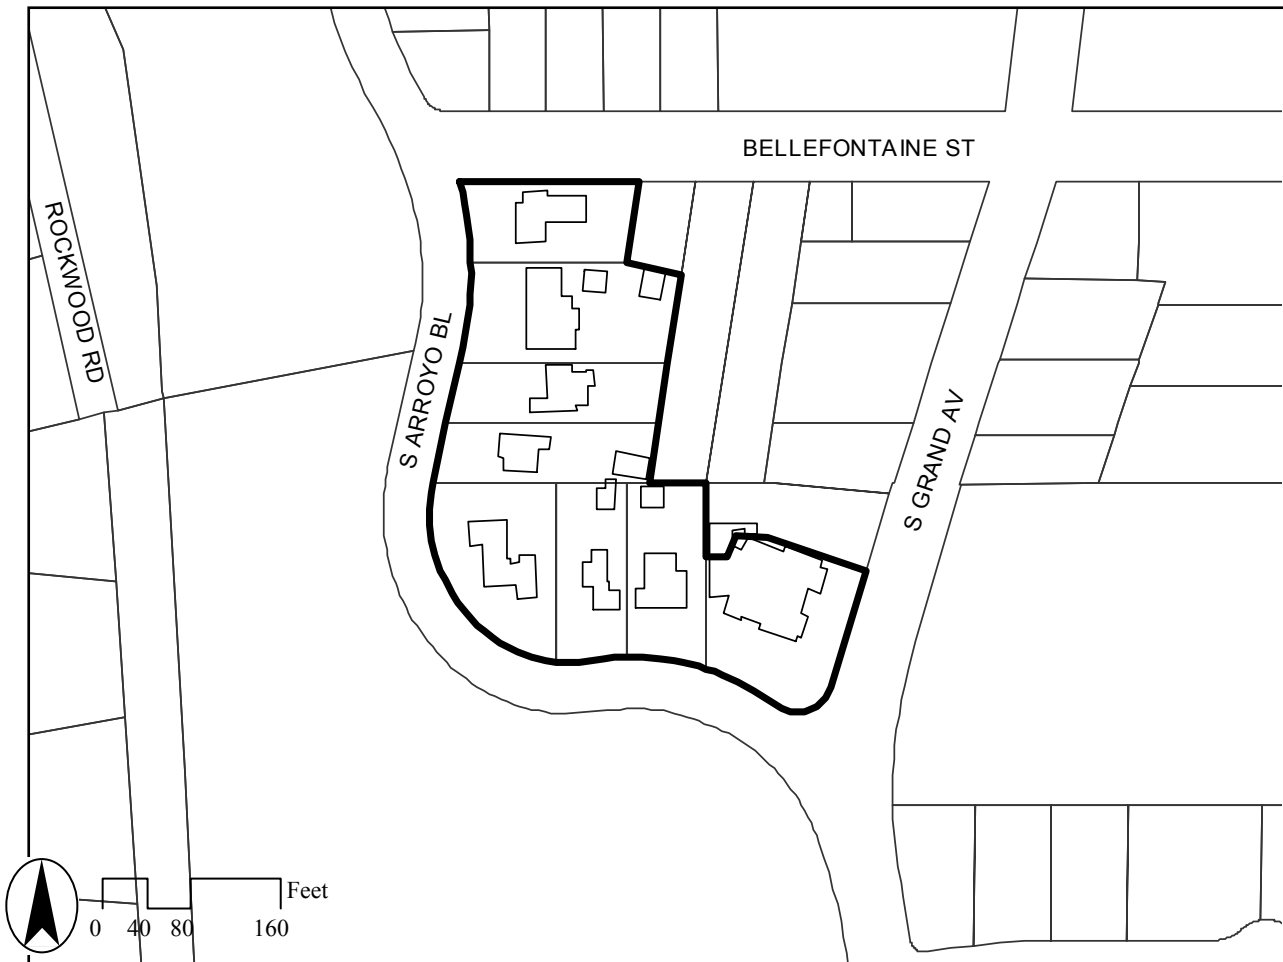 BELLEFONTAINE ST
ROCKWOOD RD
S ARROYO BL
S GRAND AV
Feet
0 40 80 160